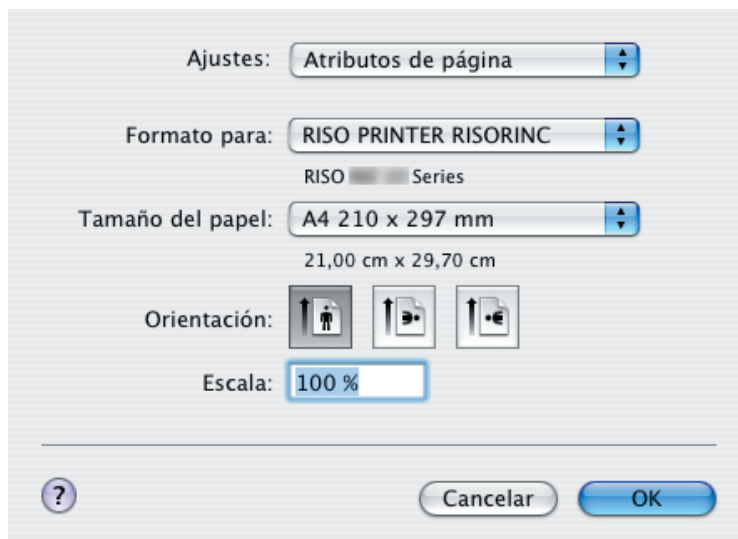 Ajustes: Atributos de página
Formato para: RISO PRINTER RISORINC
RISO Series
Tamaño del papel: A4 210 x 297 mm
21,00 cm x 29,70 cm
Orientación:
Escala: 100 %
? Cancelar OK